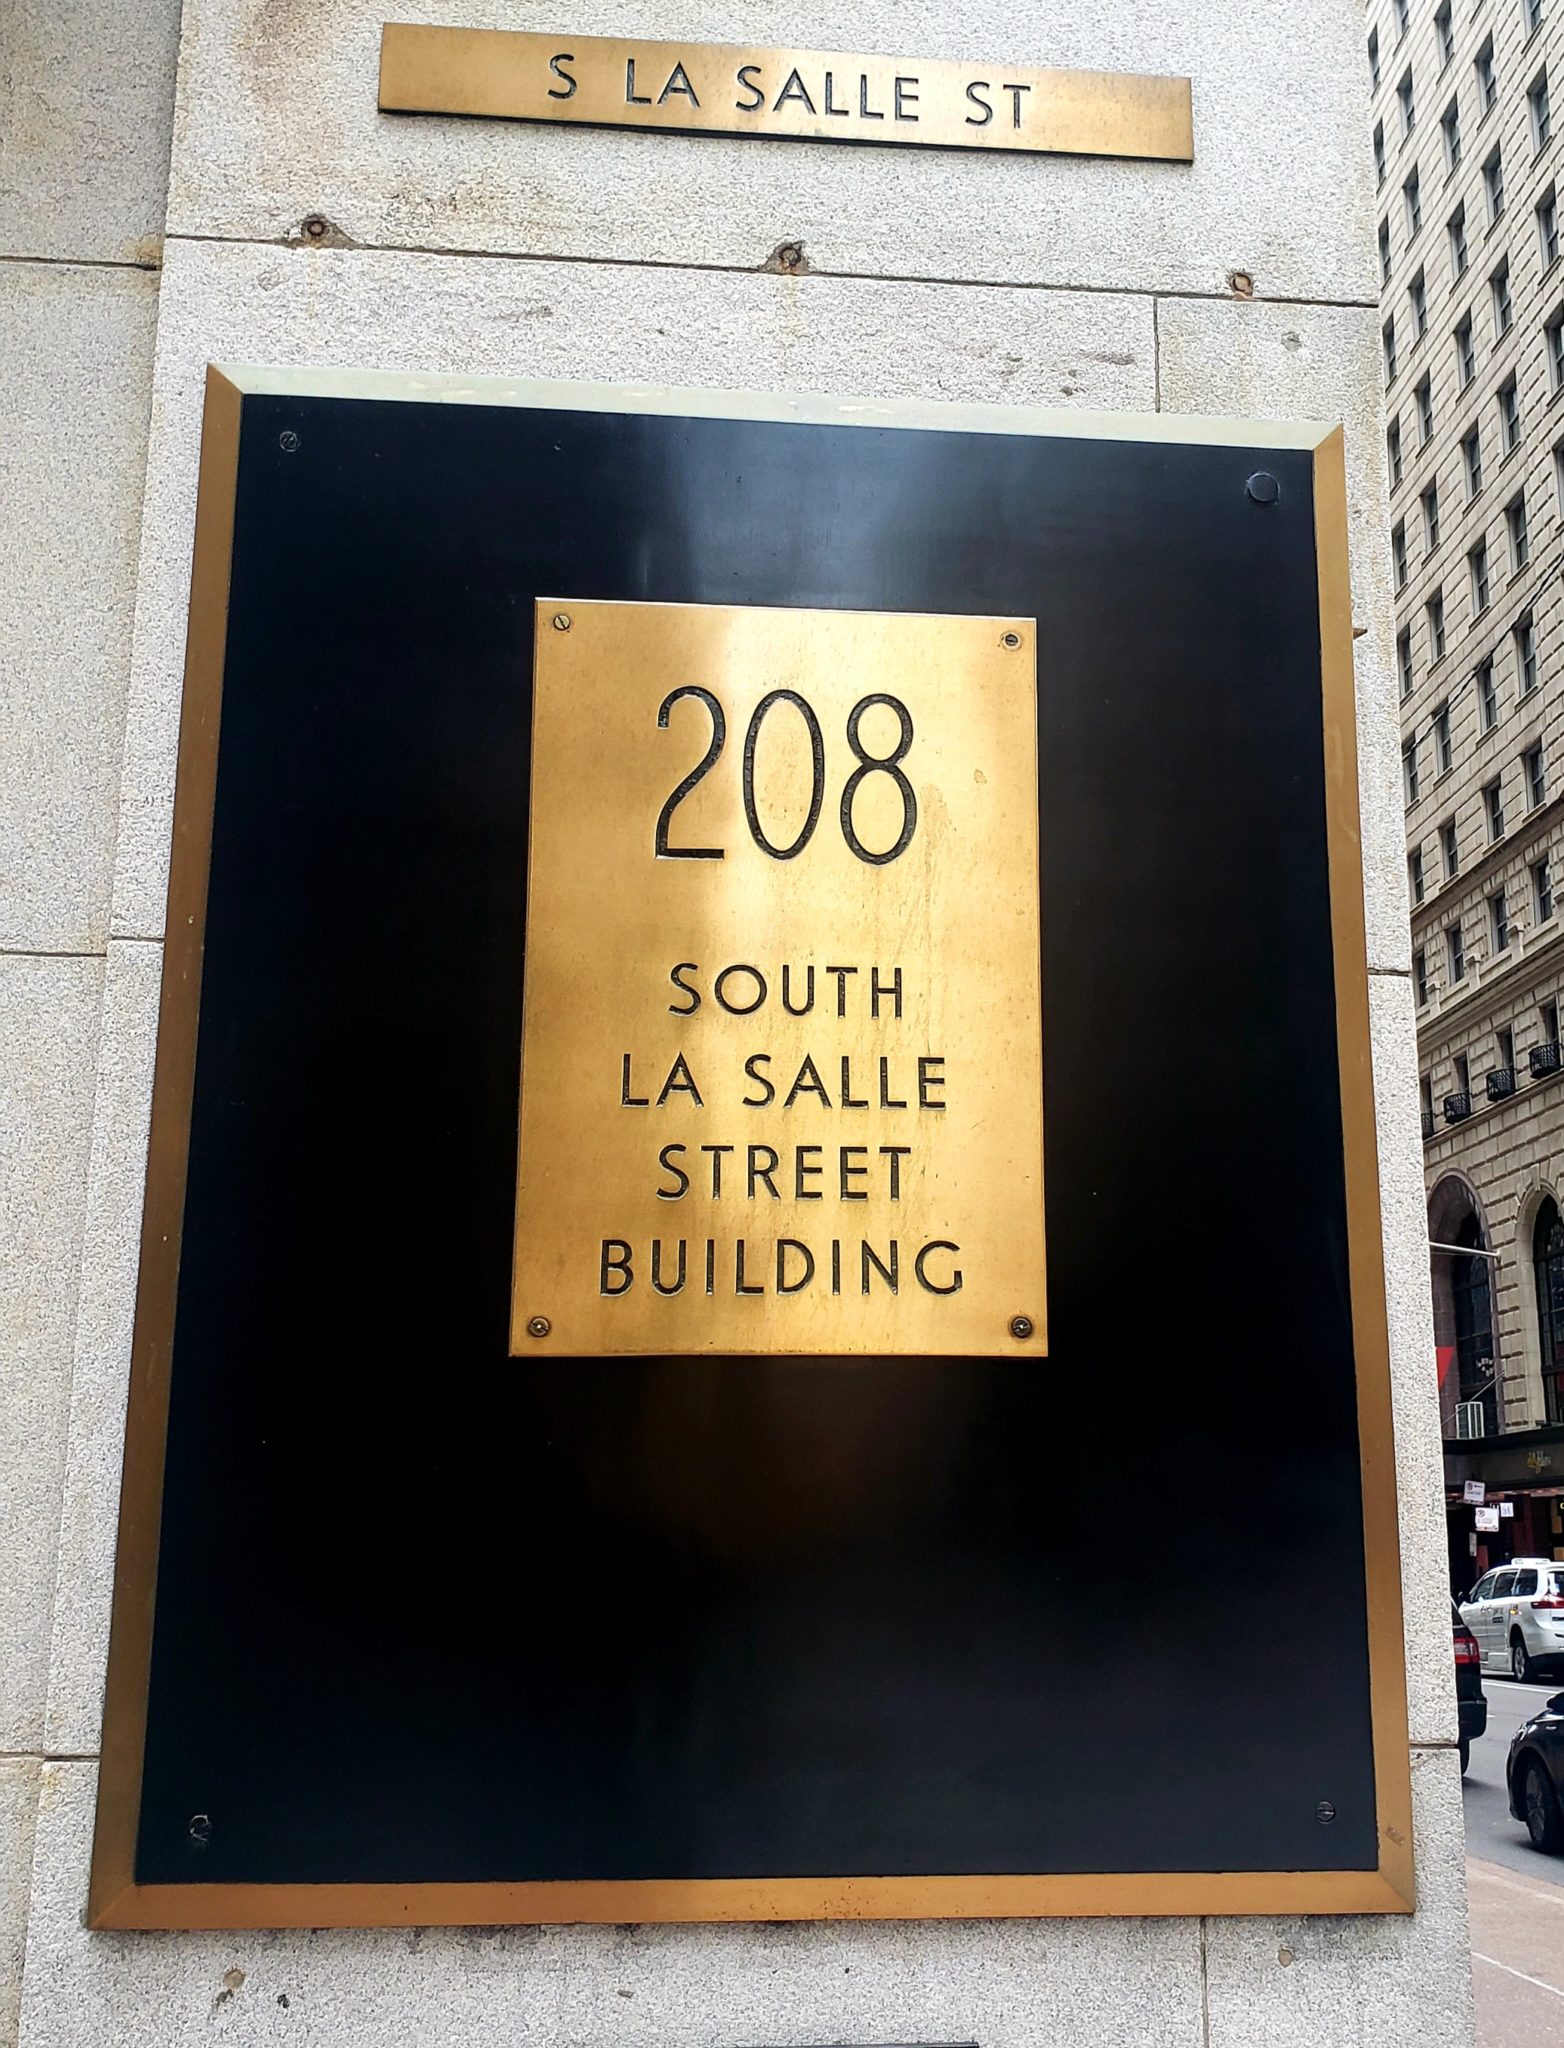 S LA SALLE ST
208
SOUTH
LA SALLE
STREET
BUILDING